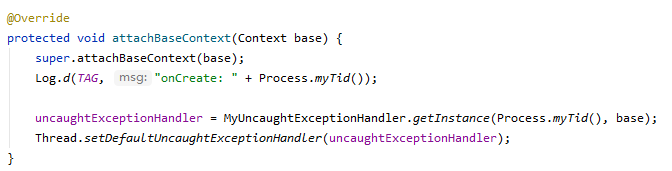 @Override
protected void attachBaseContext(Context base) {
super.attachBaseContext(base);
Log.d(TAG, msg: "onCreate: " + Process.myTid());
uncaughtExceptionHandler = MyUncaughtExceptionHandler.getInstance(Process.myTid(), base);
Thread.setDefaultUncaughtExceptionHandler(uncaughtExceptionHandler);
}